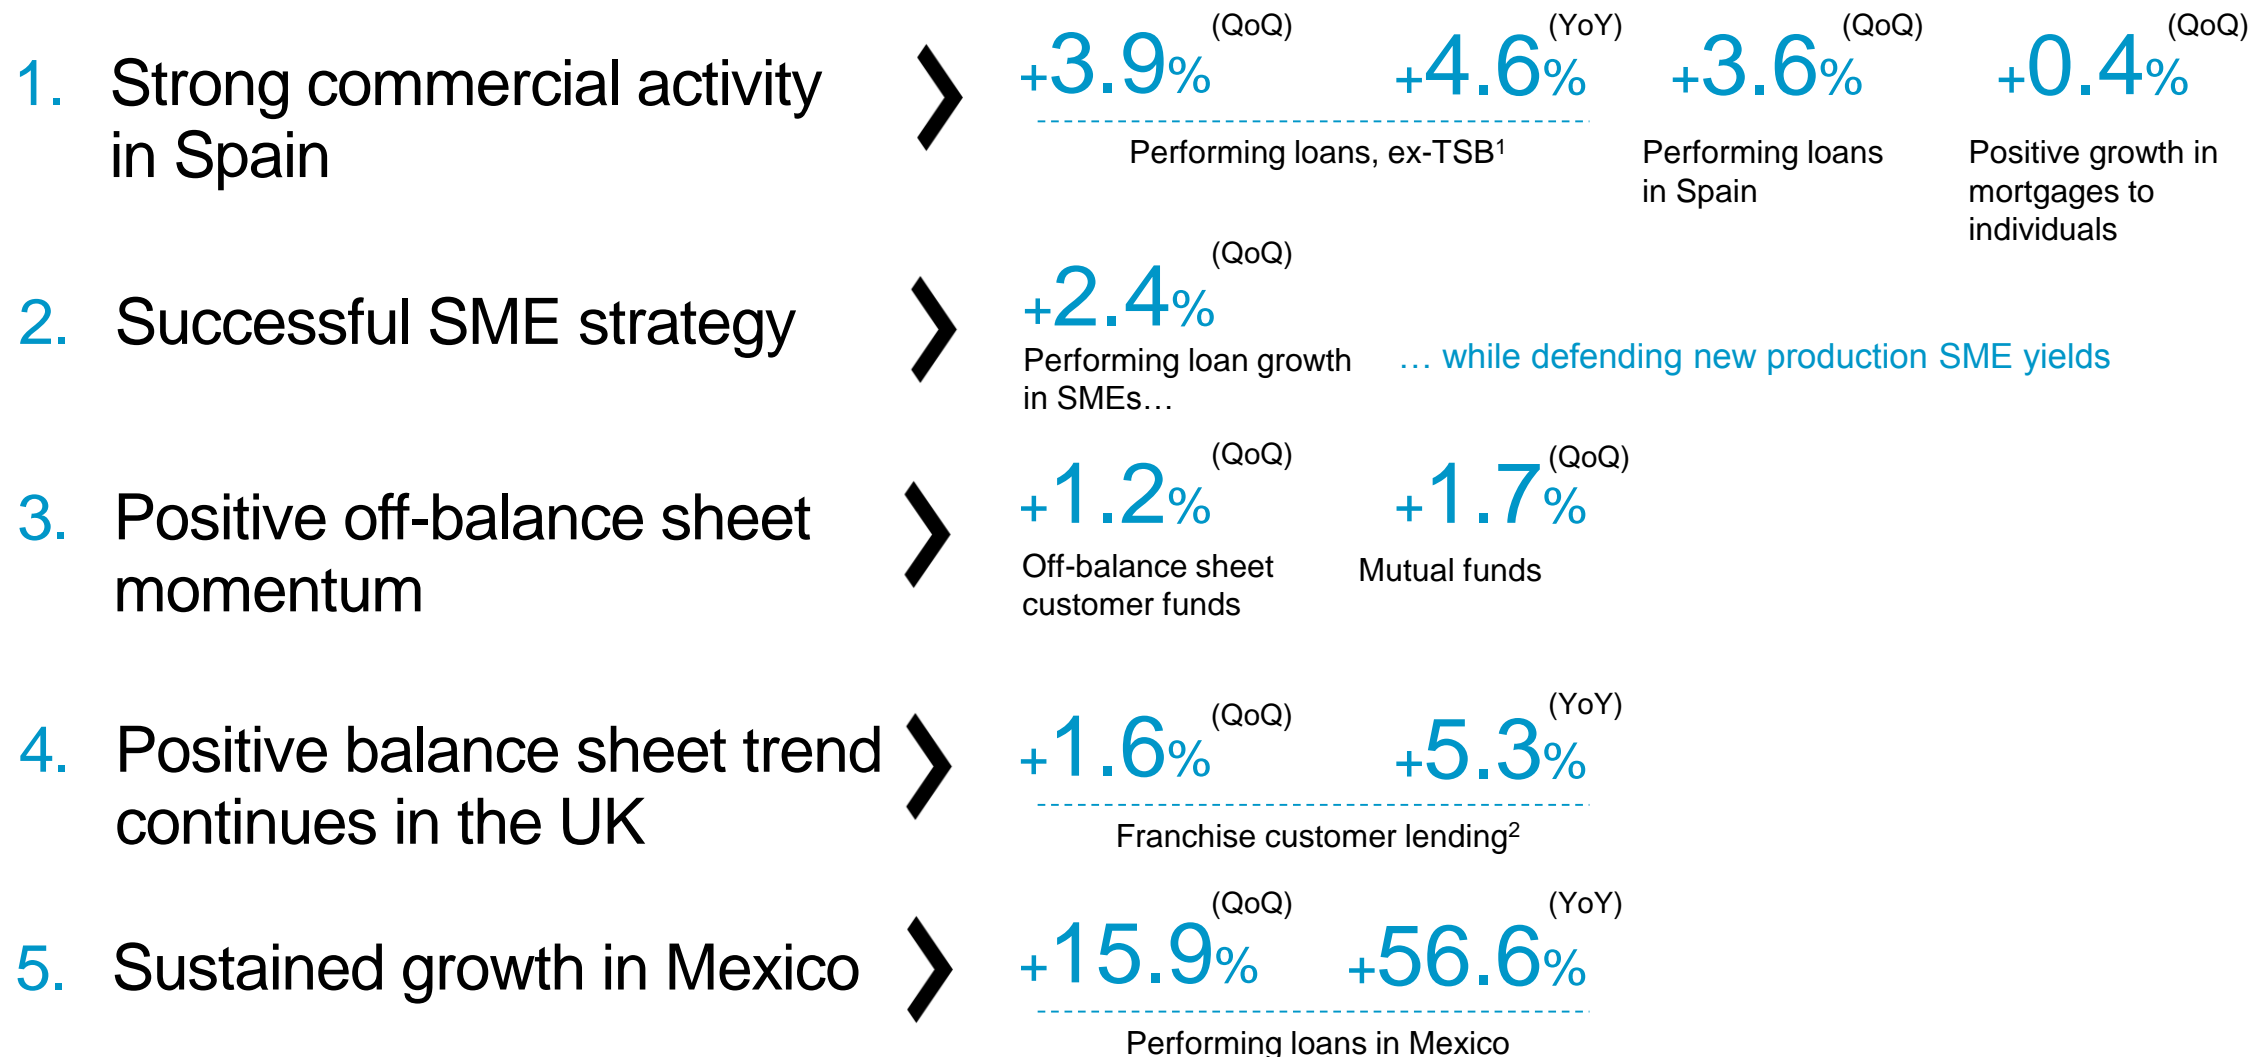 1. Strong commercial activity
in Spain
+3.9% (QoQ)
+4.6% (YoY)
Performing loans, ex-TSB¹
+3.6% (QoQ)
Performing loans
in Spain
+0.4% (QoQ)
Positive growth in
mortgages to
individuals
2. Successful SME strategy
+2.4% (QoQ)
Performing loan growth
in SMEs…
… while defending new production SME yields
3. Positive off-balance sheet
momentum
+1.2% (QoQ)
Off-balance sheet
customer funds
+1.7% (QoQ)
Mutual funds
4. Positive balance sheet trend
continues in the UK
+1.6% (QoQ)
+5.3% (YoY)
Franchise customer lending²
5. Sustained growth in Mexico
+15.9% (QoQ)
+56.6% (YoY)
Performing loans in Mexico